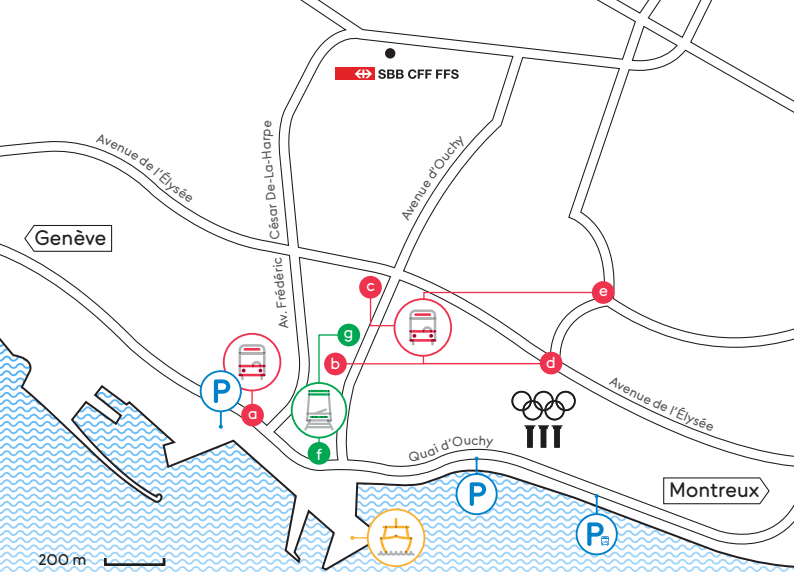 SBB CFF FFS
César De-La-Harpe
Avenue d'Ouchy
Avenue de l'Élysée
Genève
Av. Frédéric
c
e
g
b
d
P
a
Avenue de l'Élysée
f
Quai d'Ouchy
P
Montreux
P
200 m